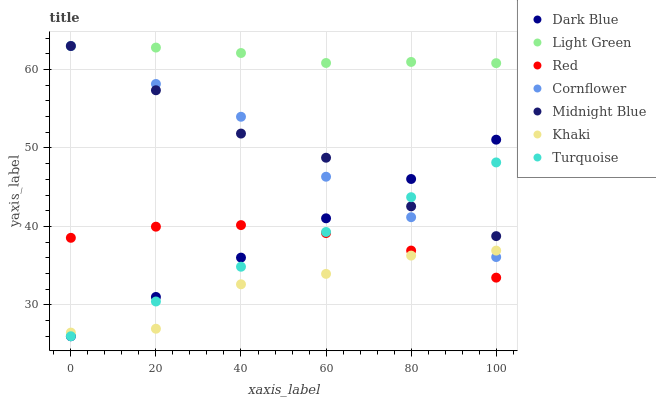 title
Dark Blue
Light Green
Red
Cornflower
Midnight Blue
Khaki
Turquoise
yaxis_label
60
50
40
30
0 20 40 60 80 100
xaxis_label